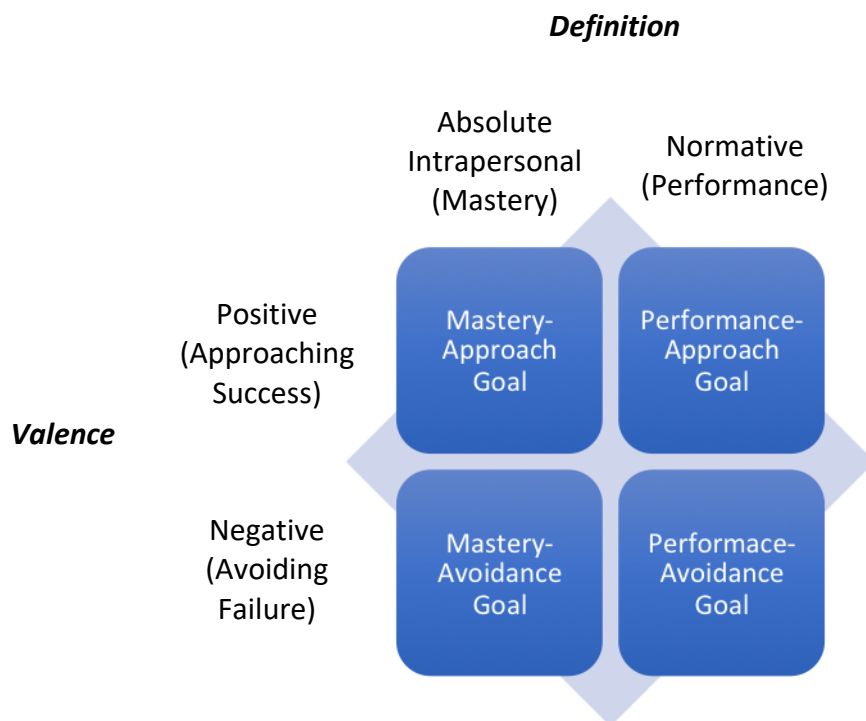 Definition
Absolute
Intrapersonal
(Mastery)
Normative
(Performance)
Positive
(Approaching
Success)
Mastery-
Approach
Goal
Performance-
Approach
Goal
Valence
Negative
(Avoiding
Failure)
Mastery-
Avoidance
Goal
Performace-
Avoidance
Goal